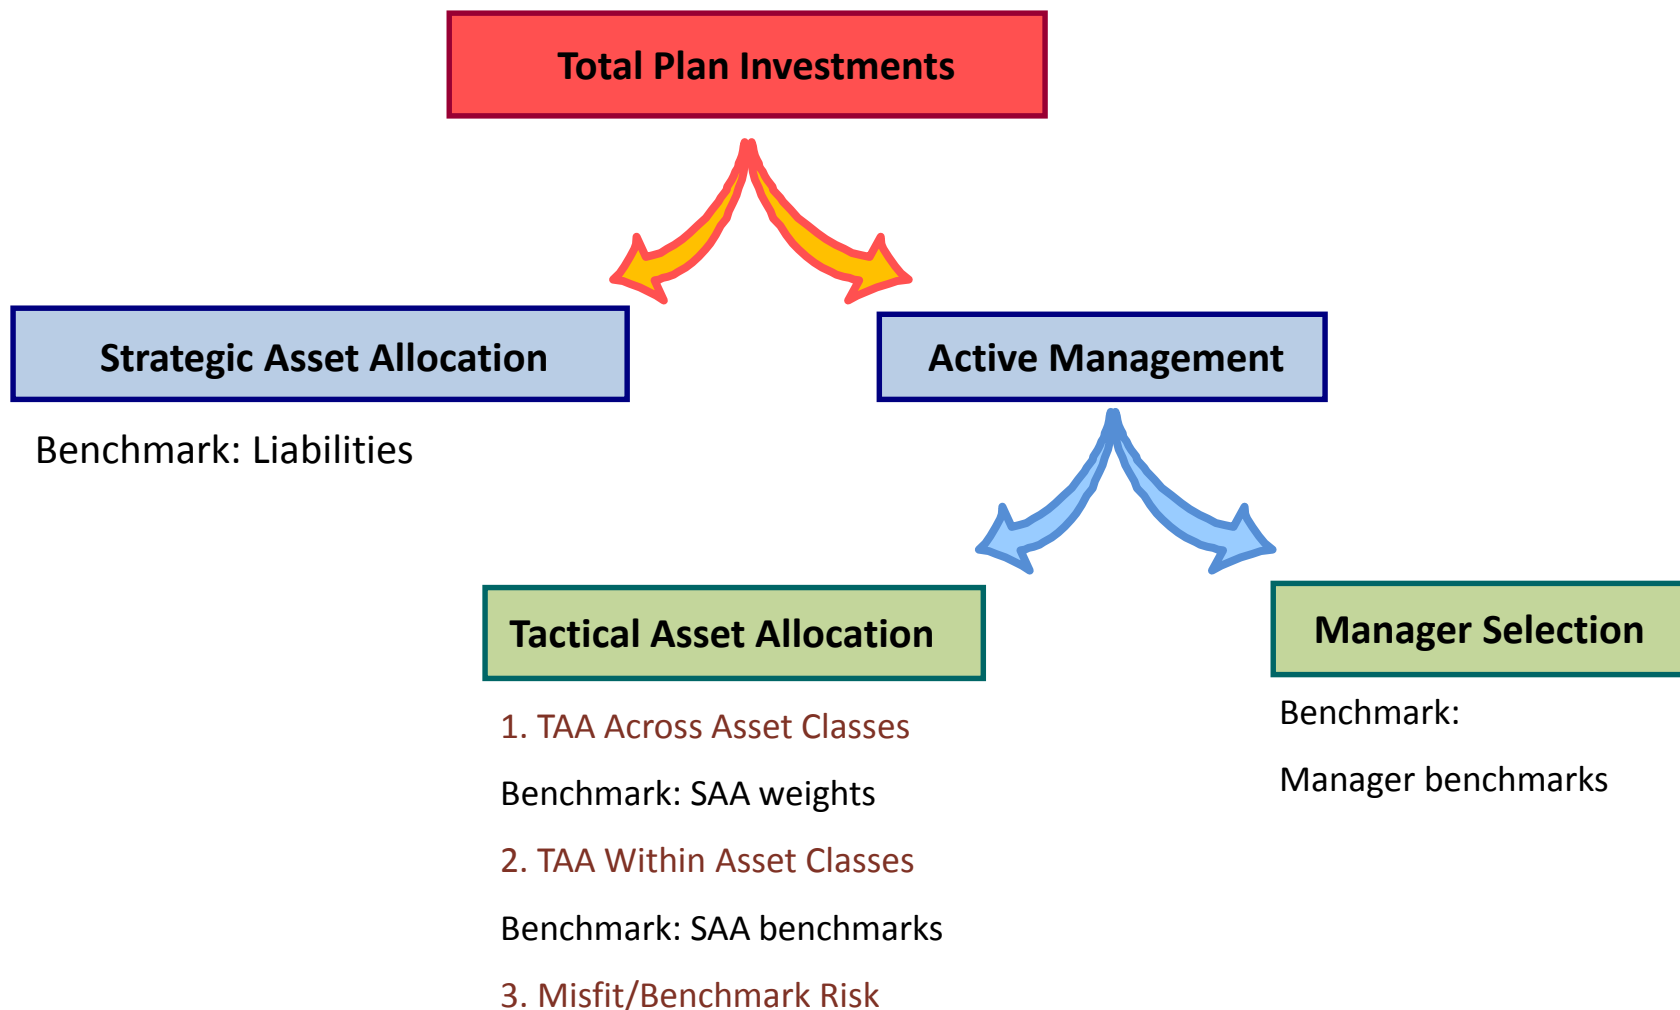 Total Plan Investments
Strategic Asset Allocation
Active Management
Benchmark: Liabilities
Tactical Asset Allocation
Manager Selection
1. TAA Across Asset Classes
Benchmark: SAA weights
2. TAA Within Asset Classes
Benchmark: SAA benchmarks
3. Misfit/Benchmark Risk
Benchmark:
Manager benchmarks